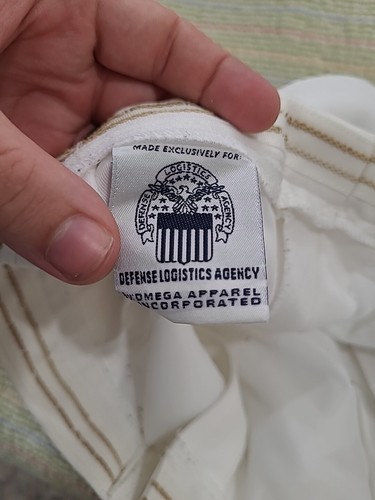 MADE EXCLUSIVELY FOR
LOGISTICS
DEFENSE AGENCY
DEFENSE LOGISTICS AGENCY
OMEGA APPAREL
INCORPORATED